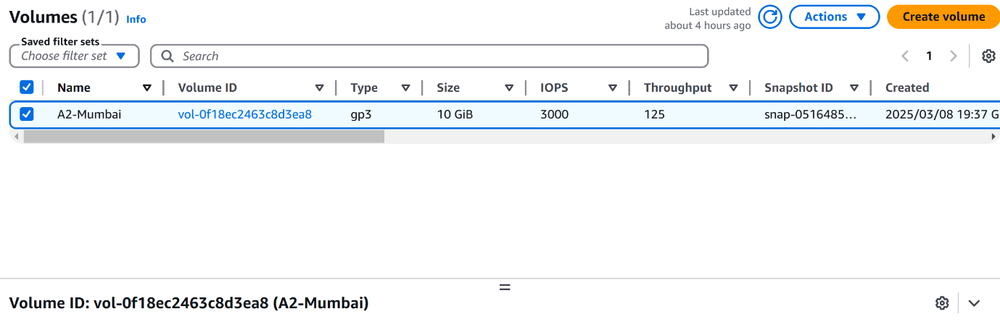 Volumes (1/1) Info
Last updated
about 4 hours ago
Actions
Create volume
Saved filter sets
Choose filter set
Search
1
Name Volume ID Type Size IOPS Throughput Snapshot ID Created
A2-Mumbai vol-0f18ec2463c8d3ea8 gp3 10 GiB 3000 125 snap-0516485... 2025/03/08 19:37 G
Volume ID: vol-0f18ec2463c8d3ea8 (A2-Mumbai)